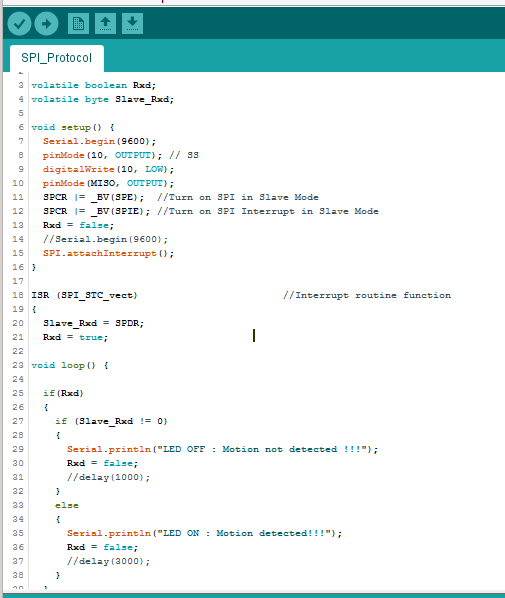 SPI_Protocol
3 volatile boolean Rxd;
4 volatile byte Slave_Rxd;
5
6 void setup() {
7 Serial.begin(9600);
8 pinMode(10, OUTPUT); // SS
9 digitalWrite(10, LOW);
10 pinMode(MISO, OUTPUT);
11 SPCR |= _BV(SPE); //Turn on SPI in Slave Mode
12 SPCR |= _BV(SPIE); //Turn on SPI Interrupt in Slave Mode
13 Rxd = false;
14 //Serial.begin(9600);
15 SPI.attachInterrupt();
16 }
17
18 ISR (SPI_STC_vect) //Interrupt routine function
19 {
20 Slave_Rxd = SPDR;
21 Rxd = true;
22
23 void loop() {
24
25 if(Rxd)
26 {
27 if (Slave_Rxd != 0)
28 {
29 Serial.println("LED OFF : Motion not detected !!!");
30 Rxd = false;
31 //delay(1000);
32 }
33 else
34 {
35 Serial.println("LED ON : Motion detected!!!");
36 Rxd = false;
37 //delay(3000);
38 }